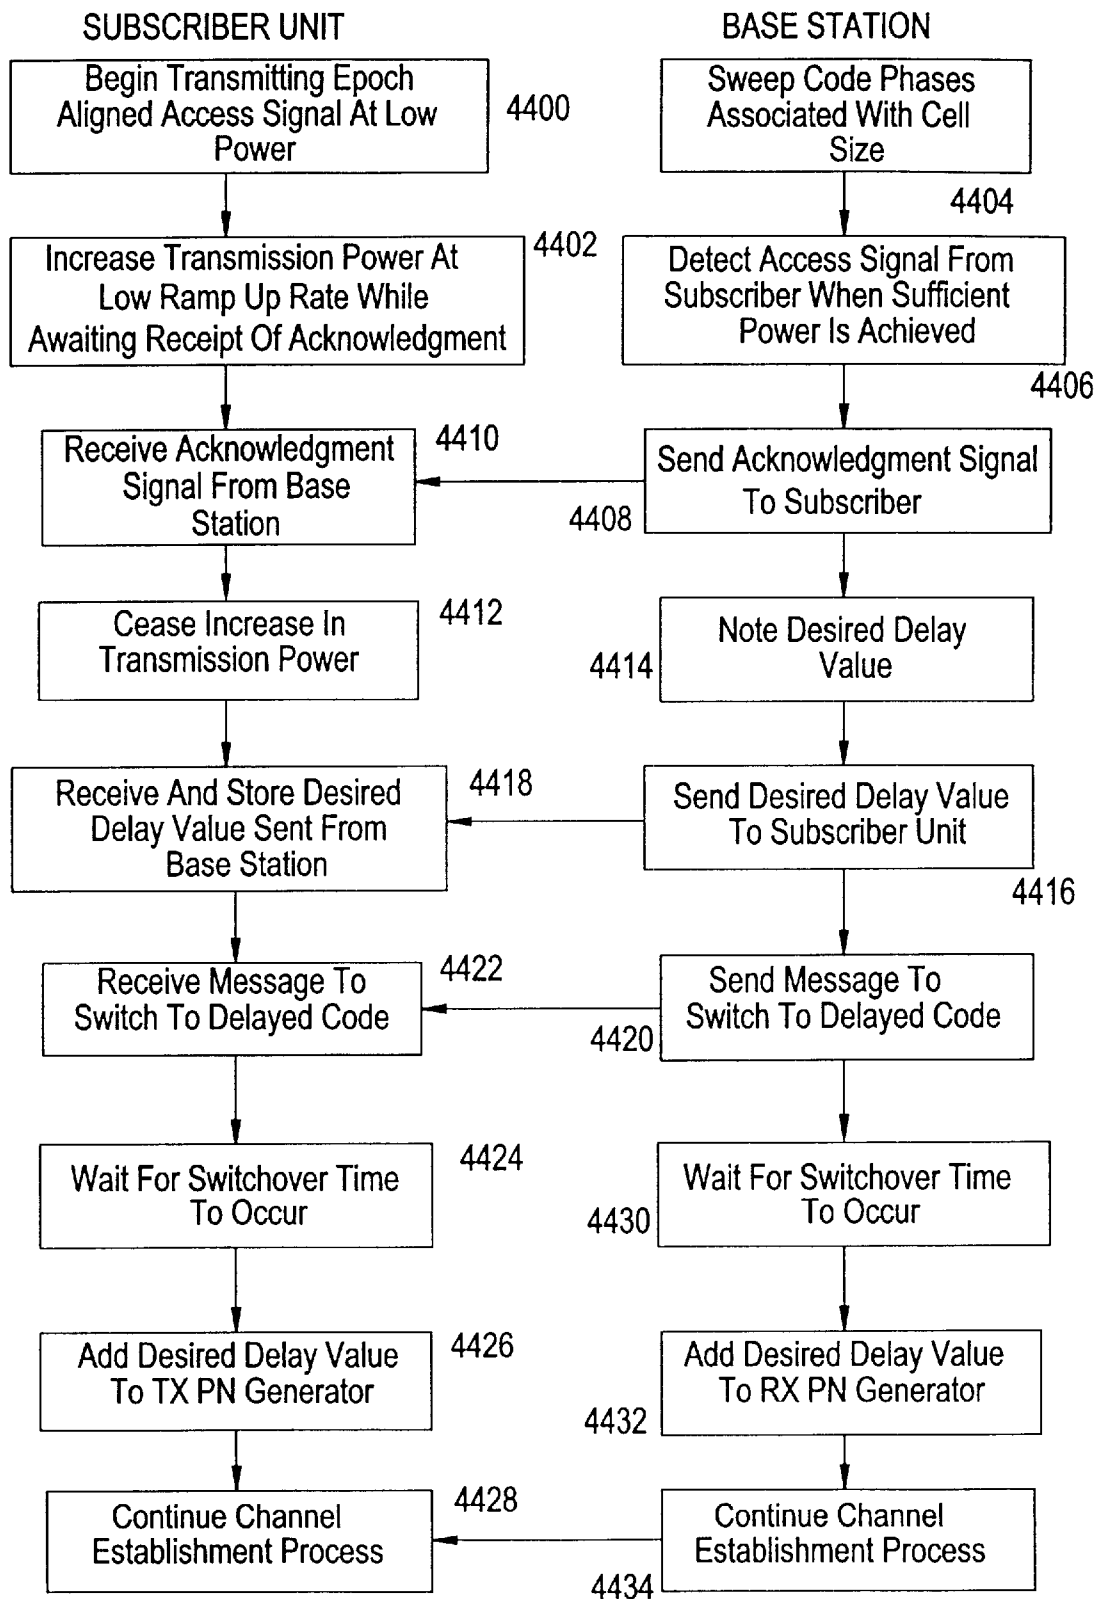 SUBSCRIBER UNIT
BASE STATION
Begin Transmitting Epoch
Aligned Access Signal At Low
Power
4400
Sweep Code Phases
Associated With Cell
Size
4404
Increase Transmission Power At
Low Ramp Up Rate While
Awaiting Receipt Of Acknowledgment
4402
Detect Access Signal From
Subscriber When Sufficient
Power Is Achieved
4406
Receive Acknowledgment
Signal From Base
Station
4410
Send Acknowledgment Signal
To Subscriber
4408
Cease Increase In
Transmission Power
4412
Note Desired Delay
Value
4414
Receive And Store Desired
Delay Value Sent From
Base Station
4418
Send Desired Delay Value
To Subscriber Unit
4416
Receive Message To
Switch To Delayed Code
4422
Send Message To
Switch To Delayed Code
4420
Wait For Switchover Time
To Occur
4424
Wait For Switchover Time
To Occur
4430
Add Desired Delay Value
To TX PN Generator
4426
Add Desired Delay Value
To RX PN Generator
4432
Continue Channel
Establishment Process
4428
Continue Channel
Establishment Process
4434